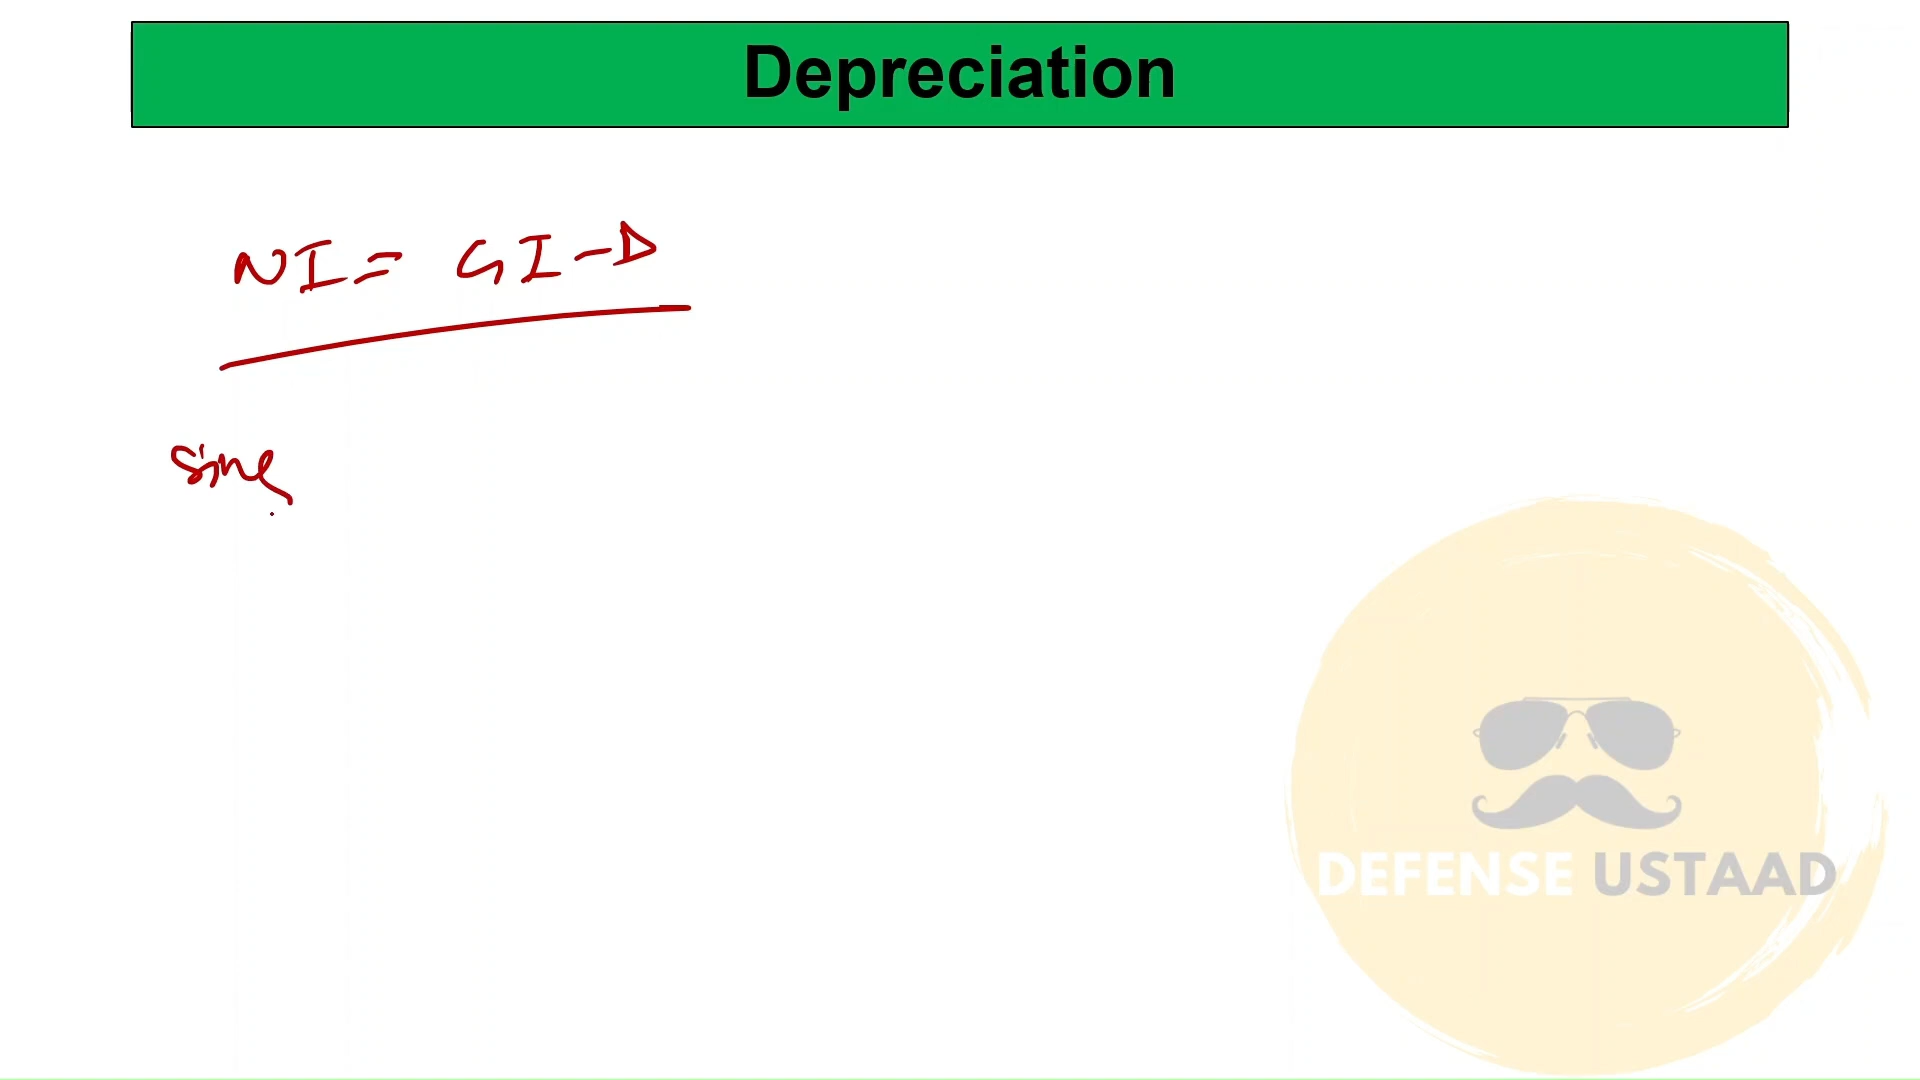 Depreciation
NI = GI - D
Sine
DEFENSE USTAAD